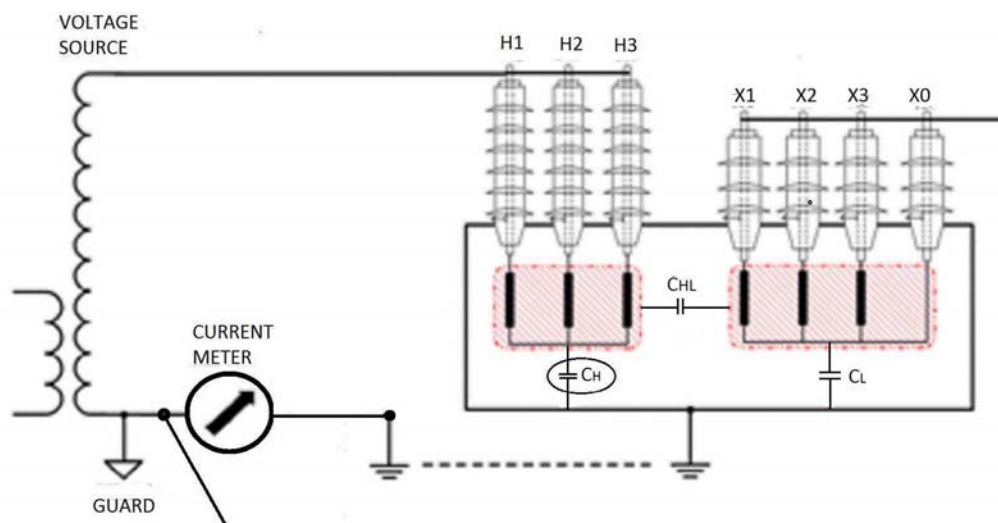 VOLTAGE
SOURCE
H1 H2 H3
X1 X2 X3 X0
CHL
CURRENT
METER
CH
CL
GUARD